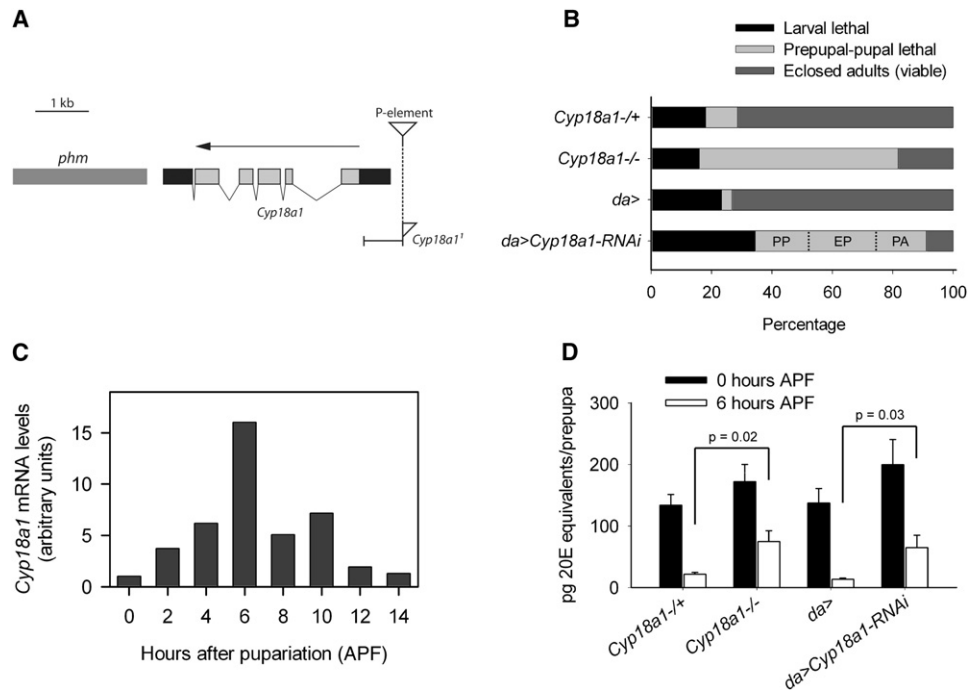 A
1 kb
phm
P-element
Cyp18a1
Cyp18a1¹
B
Larval lethal
Prepupal-pupal lethal
Eclosed adults (viable)
Cyp18a1-/+
Cyp18a1-/-
da>
da>Cyp18a1-RNAi
PP EP PA
0 20 40 60 80 100
Percentage
C
Cyp18a1 mRNA levels
(arbitrary units)
15
10
5
0
0 2 4 6 8 10 12 14
Hours after pupariation (APF)
D
0 hours APF
6 hours APF
pg 20E equivalents/prepupa
300
200
100
0
p = 0.02
p = 0.03
Cyp18a1-/+
Cyp18a1-/-
da>
da>Cyp18a1-RNAi